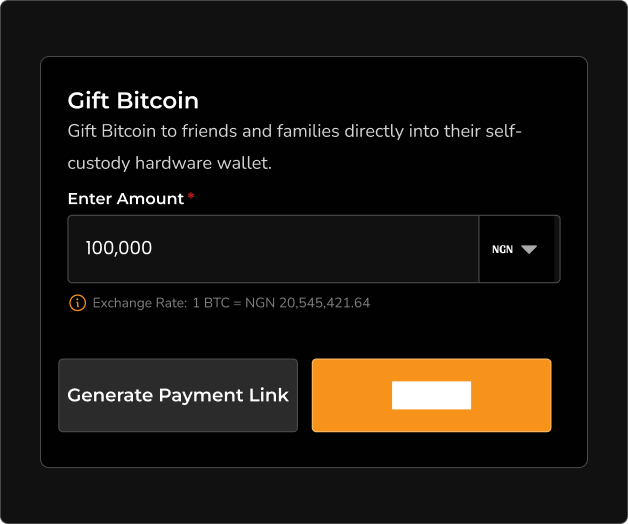 Gift Bitcoin
Gift Bitcoin to friends and families directly into their self-
custody hardware wallet.
Enter Amount *
100,000 NGN
Exchange Rate: 1 BTC = NGN 20,545,421.64
Generate Payment Link